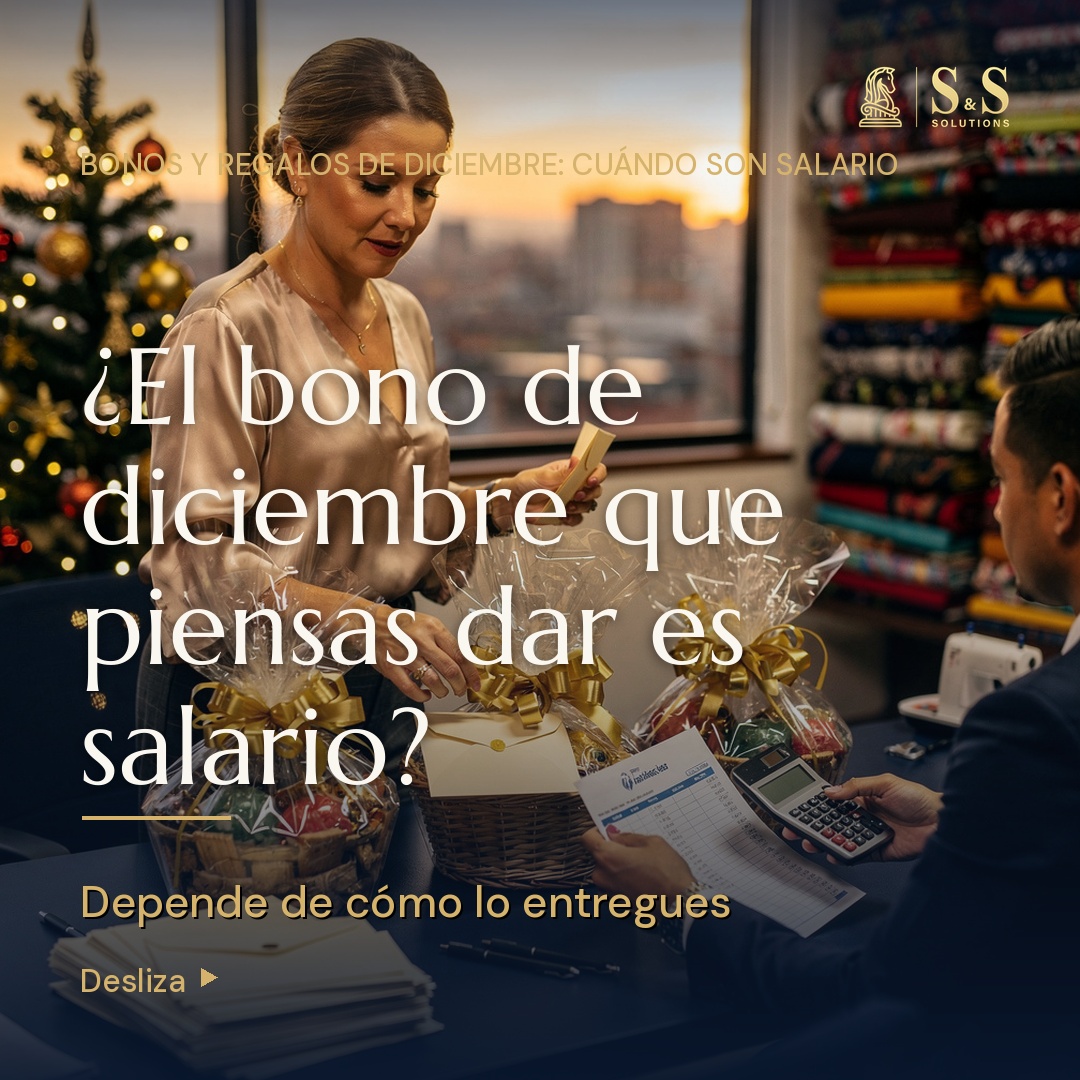 S&S
SOLUTIONS
BONOS Y REGALOS DE DICIEMBRE: CUÁNDO SON SALARIO
¿El bono de
diciembre que
piensas dar es
salario?
Depende de cómo lo entregues
Desliza